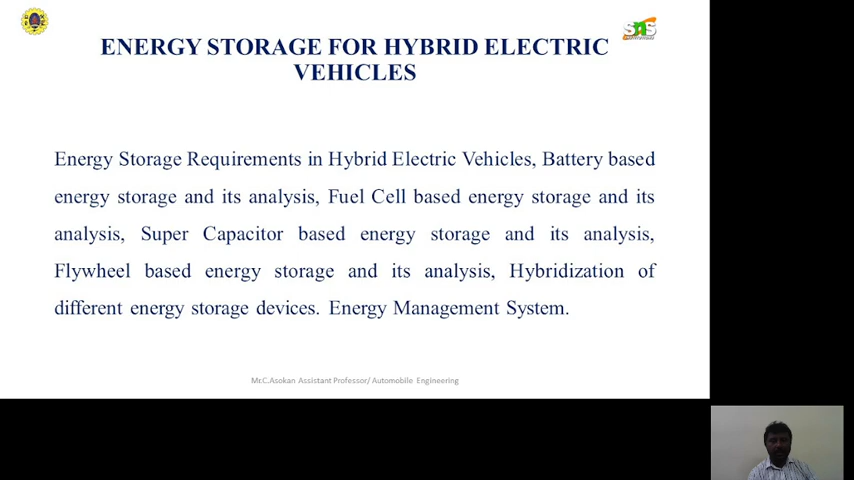 ENERGY STORAGE FOR HYBRID ELECTRIC
VEHICLES
Energy Storage Requirements in Hybrid Electric Vehicles, Battery based
energy storage and its analysis, Fuel Cell based energy storage and its
analysis, Super Capacitor based energy storage and its analysis,
Flywheel based energy storage and its analysis, Hybridization of
different energy storage devices. Energy Management System.
Mr.C.Asokan Assistant Professor/ Automobile Engineering